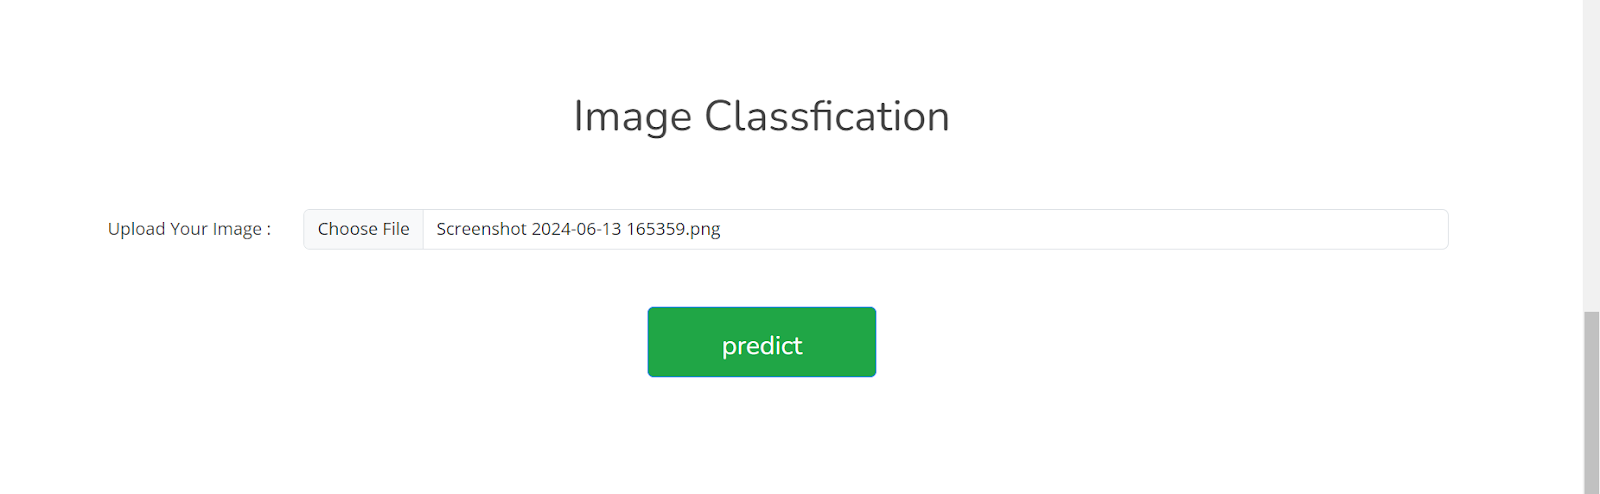 Image Classfication
Upload Your Image : Choose File Screenshot 2024-06-13 165359.png
predict